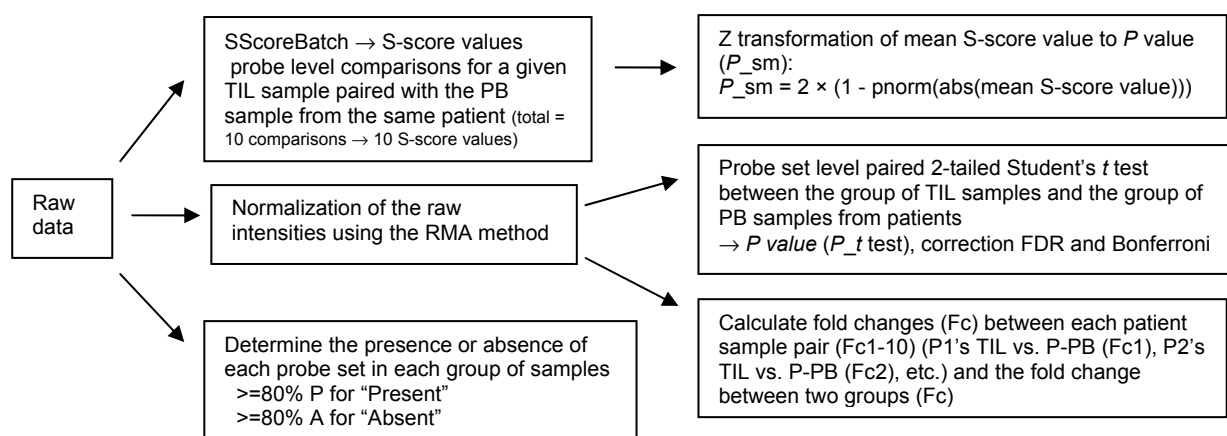 Raw
data
SScoreBatch → S-score values
probe level comparisons for a given
TIL sample paired with the PB
sample from the same patient (total =
10 comparisons → 10 S-score values)
Z transformation of mean S-score value to P value
(P_sm):
P_sm = 2 × (1 - pnorm(abs(mean S-score value)))
Normalization of the raw
intensities using the RMA method
Probe set level paired 2-tailed Student's t test
between the group of TIL samples and the group of
PB samples from patients
→ P value (P_t test), correction FDR and Bonferroni
Calculate fold changes (Fc) between each patient
sample pair (Fc1-10) (P1's TIL vs. P-PB (Fc1), P2's
TIL vs. P-PB (Fc2), etc.) and the fold change
between two groups (Fc)
Determine the presence or absence of
each probe set in each group of samples
>=80% P for “Present”
>=80% A for “Absent”